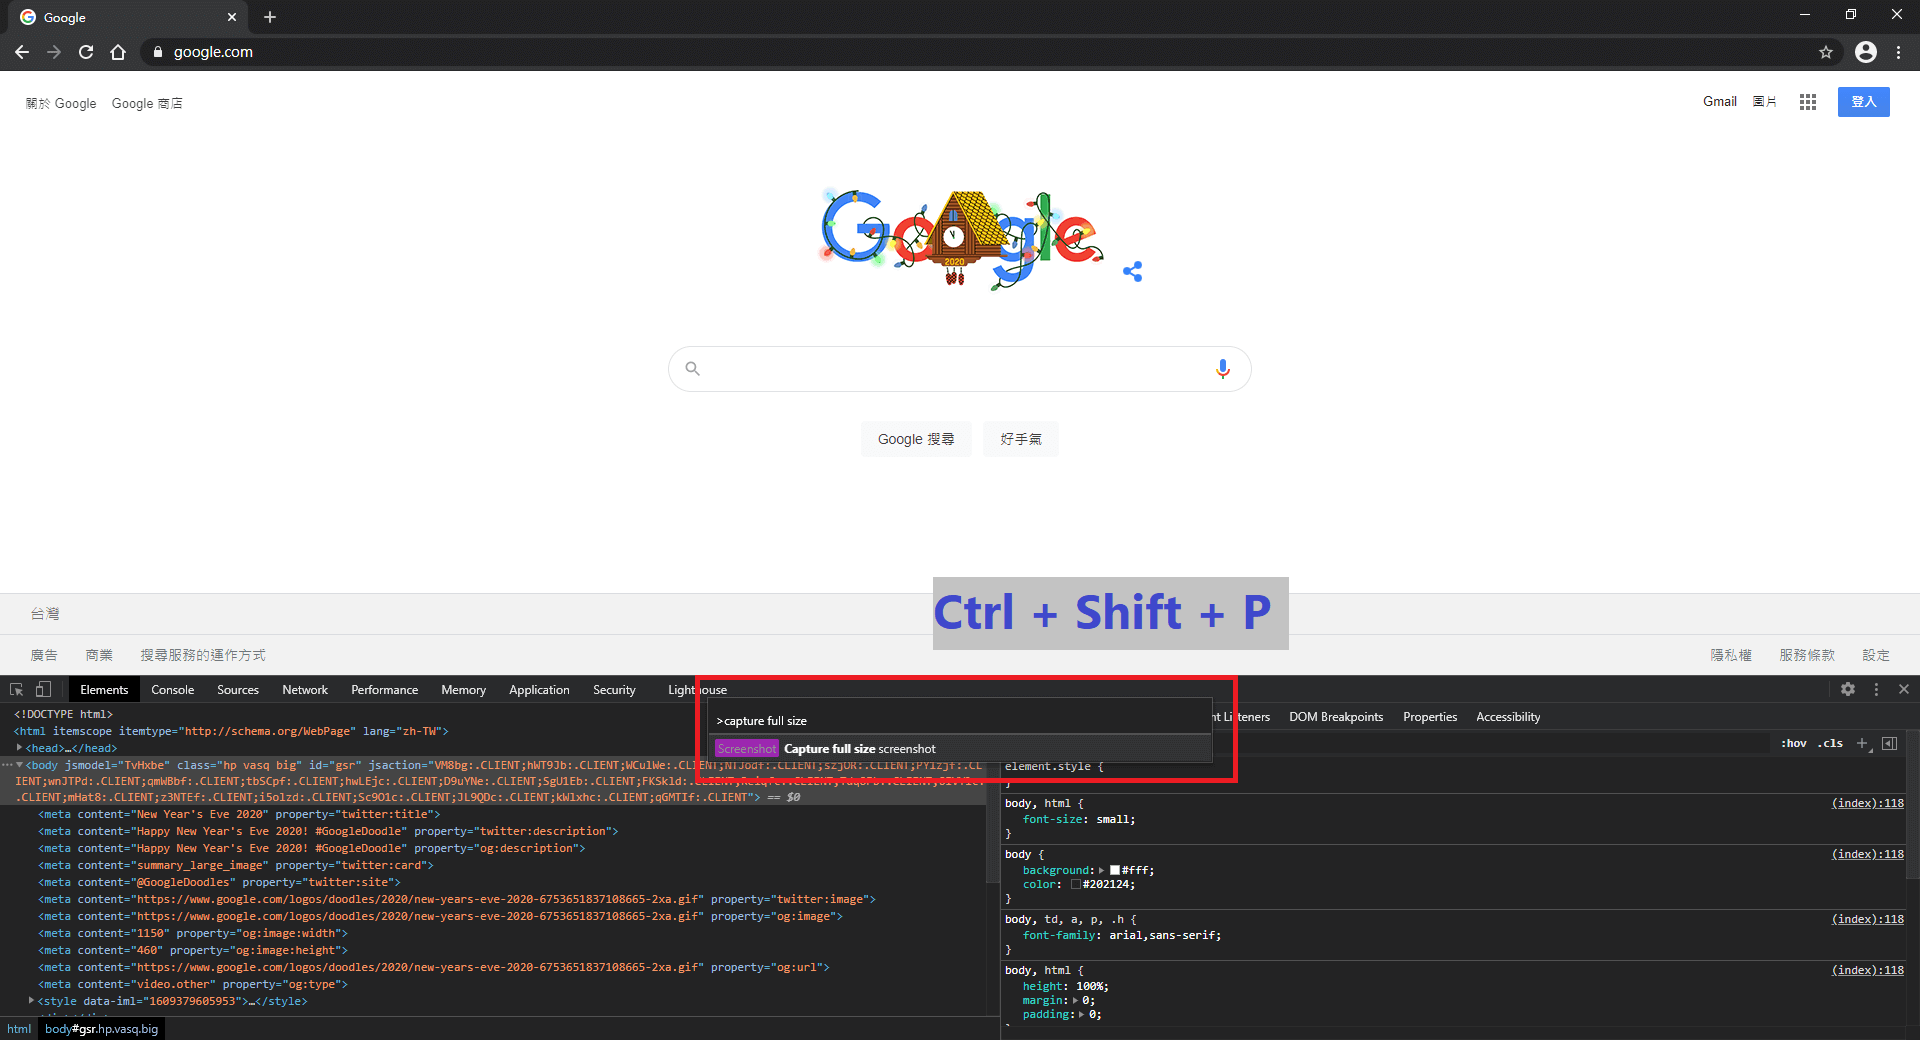 Google
google.com
關於 Google Google 商店
Gmail 圖片 登入
Google
2020
Google 搜尋 好手氣
Ctrl + Shift + P
台灣
廣告 商業 搜尋服務的運作方式
隱私權 服務條款 設定
Elements Console Sources Network Performance Memory Application Security Lighthouse
>capture full size
Screenshot Capture full size screenshot
<!DOCTYPE html>
<html itemscope itemtype="http://schema.org/WebPage" lang="zh-TW">
<head>…</head>
<body jsmodel="TvHxbe" class="hp vasq big" id="gsr" jsaction="VM8bg:.CLIENT;hWT9Jb:.CLIENT;WCulWe:.CLIENT;NTJodf:.CLIENT;szjOR:.CLIENT;PY1zjf:.CL
IENT;wnJTPd:.CLIENT;qmWBbf:.CLIENT;tbSCpf:.CLIENT;hwLEjc:.CLIENT;D9uYNe:.CLIENT;SgU1Eb:.CLIENT;FKSkld:
.CLIENT;mHat8:.CLIENT;z3NTEf:.CLIENT;i5olzd:.CLIENT;Sc9O1c:.CLIENT;JL9QDc:.CLIENT;kWlxhc:.CLIENT;qGMTIf:.CLIENT"> == $0
<meta content="New Year's Eve 2020" property="twitter:title">
<meta content="Happy New Year's Eve 2020! #GoogleDoodle" property="twitter:description">
<meta content="Happy New Year's Eve 2020! #GoogleDoodle" property="og:description">
<meta content="summary_large_image" property="twitter:card">
<meta content="@GoogleDoodles" property="twitter:site">
<meta content="https://www.google.com/logos/doodles/2020/new-years-eve-2020-6753651837108665-2xa.gif" property="twitter:image">
<meta content="https://www.google.com/logos/doodles/2020/new-years-eve-2020-6753651837108665-2xa.gif" property="og:image">
<meta content="1150" property="og:image:width">
<meta content="460" property="og:image:height">
<meta content="https://www.google.com/logos/doodles/2020/new-years-eve-2020-6753651837108665-2xa.gif" property="og:url">
<meta content="video.other" property="og:type">
<style data-iml="1609379605953">…</style>
html body#gsr.hp.vasq.big
nt Listeners DOM Breakpoints Properties Accessibility
:hov .cls
element.style {
}
body, html { (index):118
font-size: small;
}
body { (index):118
background: #fff;
color: #202124;
}
body, td, a, p, .h { (index):118
font-family: arial,sans-serif;
}
body, html { (index):118
height: 100%;
margin: 0;
padding: 0;